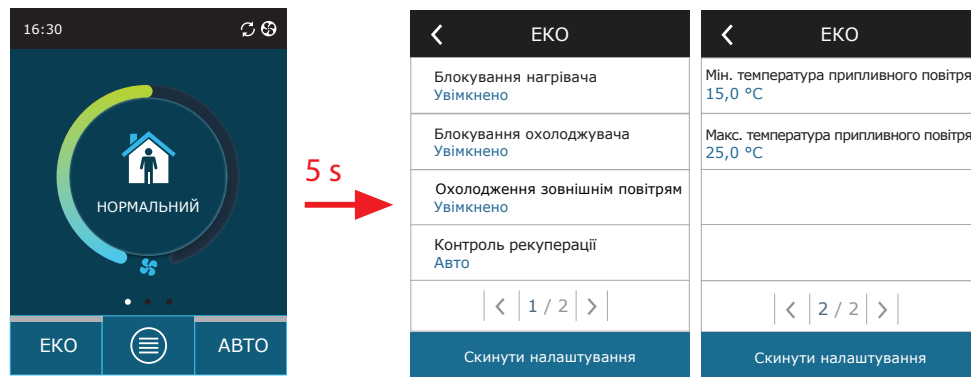 16:30
НОРМАЛЬНИЙ
ЕКО
АВТО
5 s
ЕКО
Блокування нагрівача
Увімкнено
Блокування охолоджувача
Увімкнено
Охолодження зовнішнім повітрям
Увімкнено
Контроль рекуперації
Авто
1 / 2
Скинути налаштування
ЕКО
Мін. температура припливного повітря
15,0 °C
Макс. температура припливного повітря
25,0 °C
2 / 2
Скинути налаштування